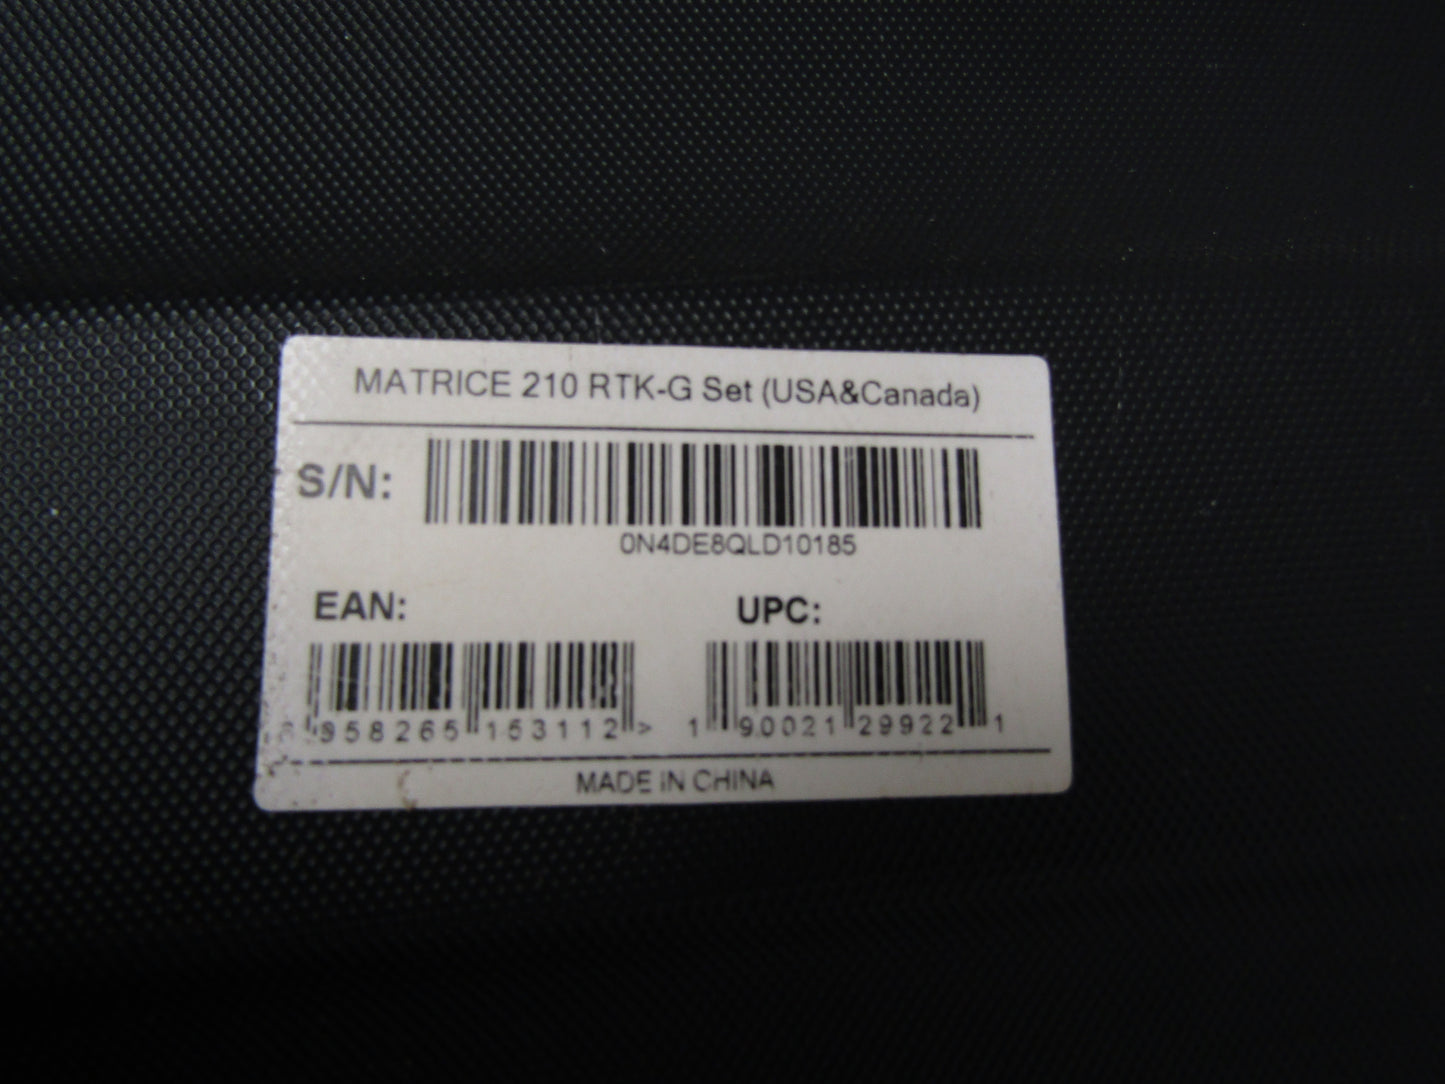 MATRICE 210 RTK-G Set (USA&Canada)
S/N:
0N4DE8QLD10185
EAN: UPC:
958265 153112 > 1 90021 29922 1
MADE IN CHINA